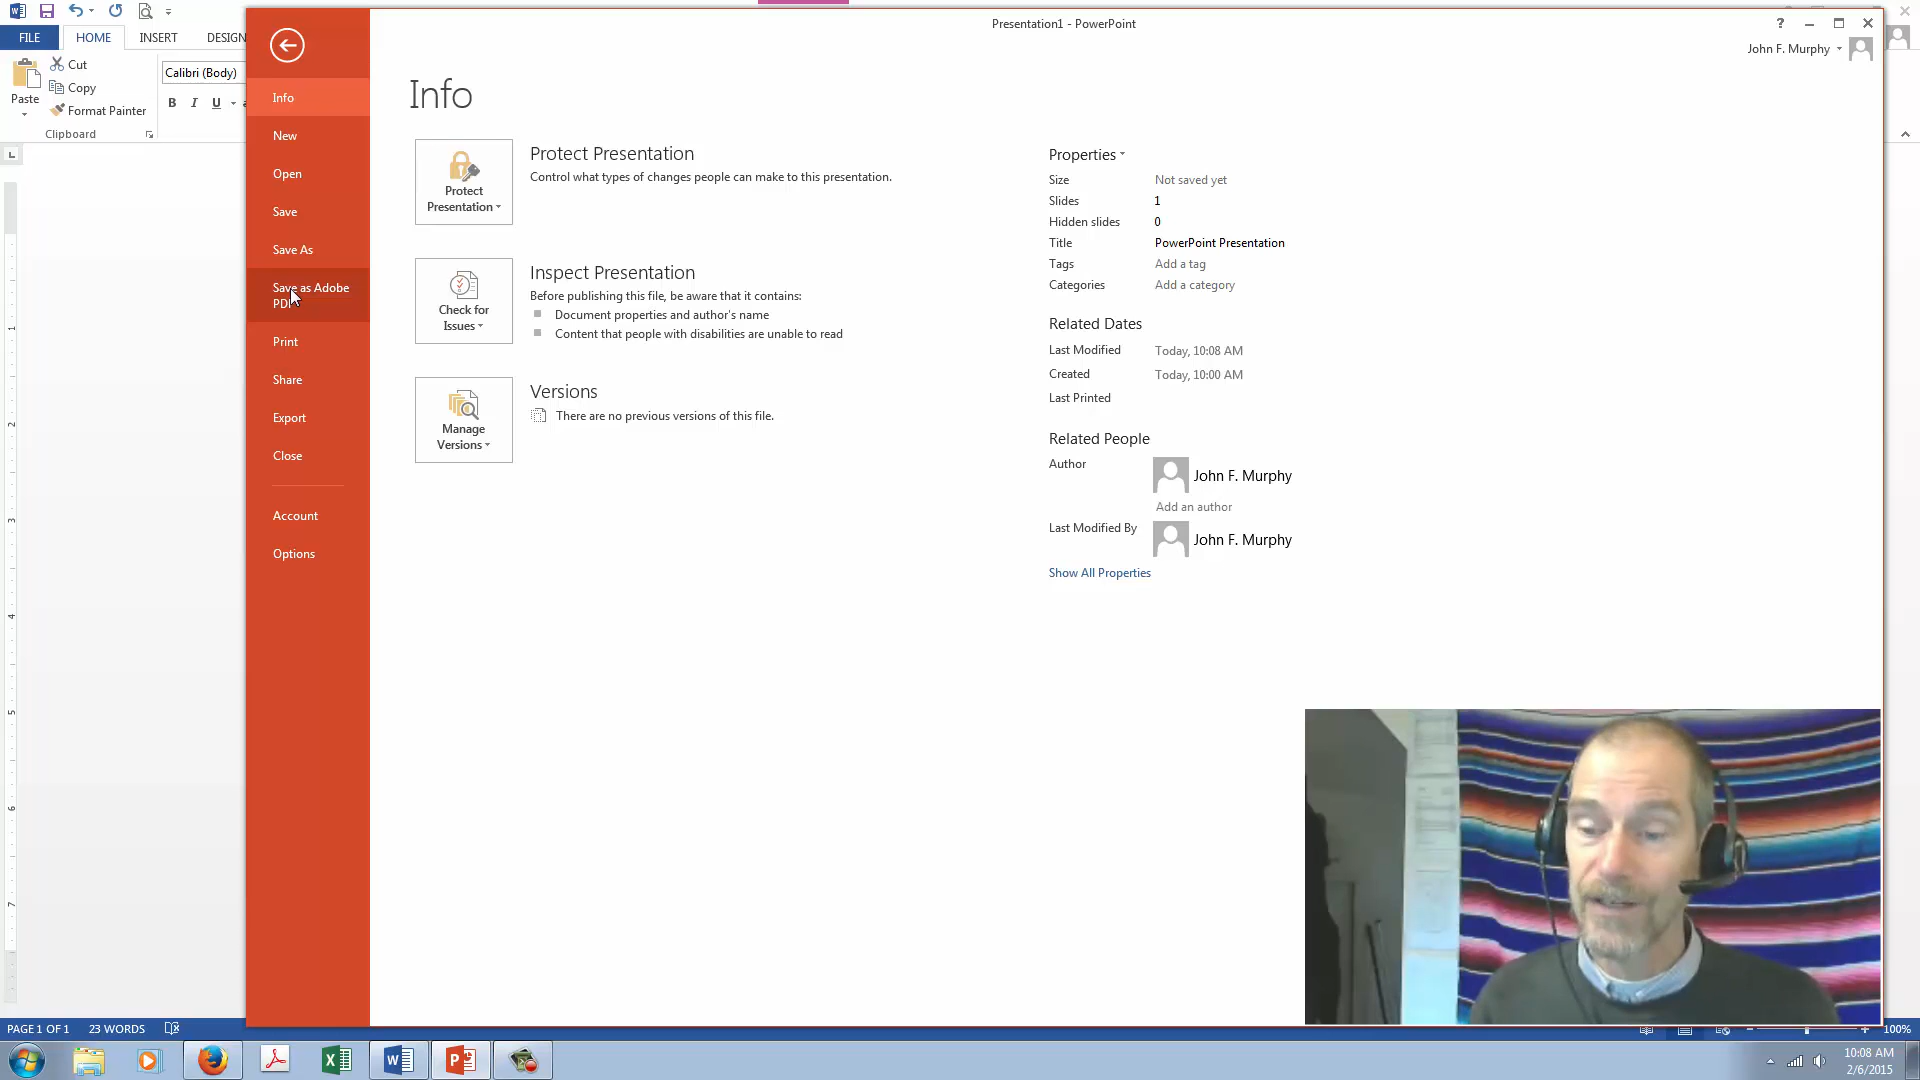 Presentation1 - PowerPoint
?
John F. Murphy
FILE
HOME
INSERT
DESIGN
Paste
Cut
Copy
Format Painter
Clipboard
Calibri (Body)
B I U
Info
New
Open
Save
Save As
Save as Adobe
PDF
Print
Share
Export
Close
Account
Options
Info
Protect
Presentation
Protect Presentation
Control what types of changes people can make to this presentation.
Check for
Issues
Inspect Presentation
Before publishing this file, be aware that it contains:
Document properties and author's name
Content that people with disabilities are unable to read
Manage
Versions
Versions
There are no previous versions of this file.
Properties
Size Not saved yet
Slides 1
Hidden slides 0
Title PowerPoint Presentation
Tags Add a tag
Categories Add a category
Related Dates
Last Modified Today, 10:08 AM
Created Today, 10:00 AM
Last Printed
Related People
Author John F. Murphy
Add an author
Last Modified By John F. Murphy
Show All Properties
1
2
3
4
5
6
7
PAGE 1 OF 1 23 WORDS
100%
10:08 AM
2/6/2015